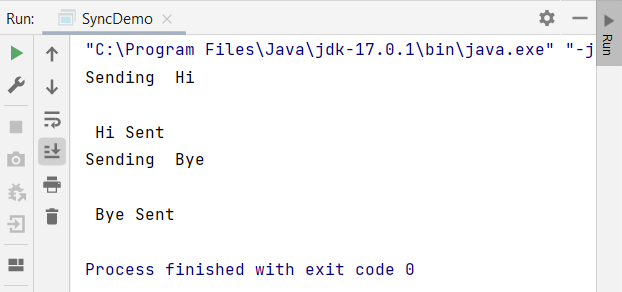 Run: SyncDemo
"C:\Program Files\Java\jdk-17.0.1\bin\java.exe" "-j
Run
Sending  Hi
 Hi Sent
Sending  Bye
 Bye Sent
Process finished with exit code 0